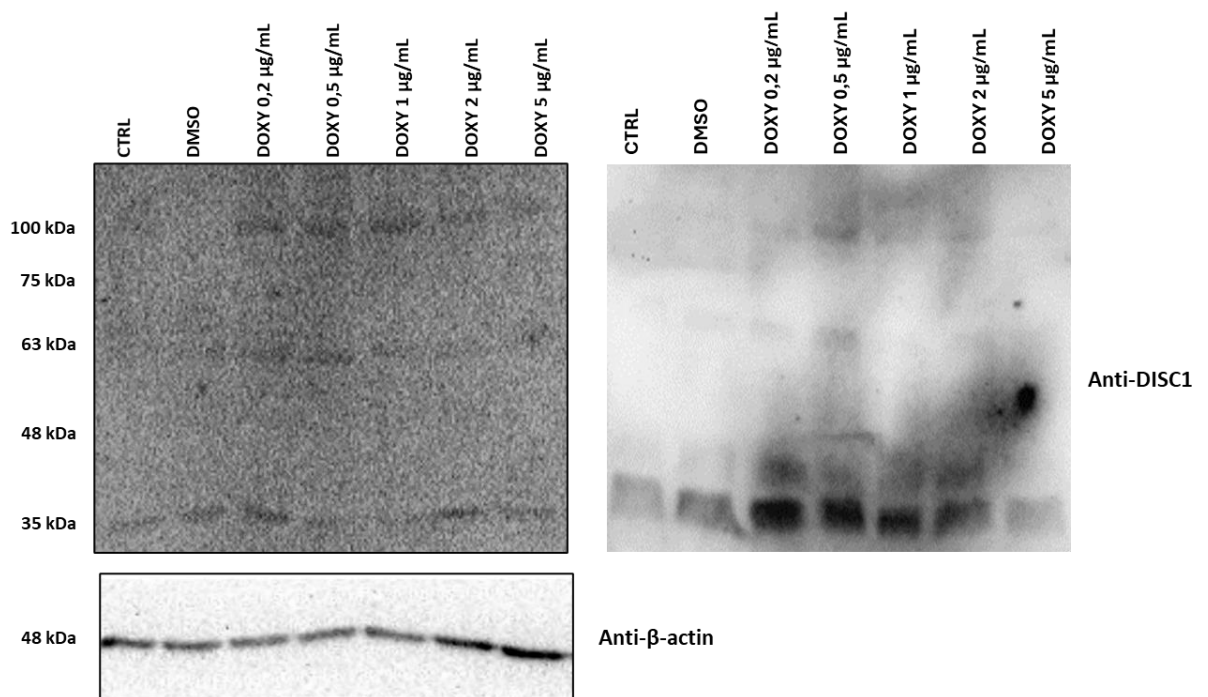 CTRL
DMSO
DOXY 0,2 µg/mL
DOXY 0,5 µg/mL
DOXY 1 µg/mL
DOXY 2 µg/mL
DOXY 5 µg/mL
CTRL
DMSO
DOXY 0,2 µg/mL
DOXY 0,5 µg/mL
DOXY 1 µg/mL
DOXY 2 µg/mL
DOXY 5 µg/mL
100 kDa
75 kDa
63 kDa
48 kDa
35 kDa
Anti-DISC1
48 kDa
Anti-β-actin